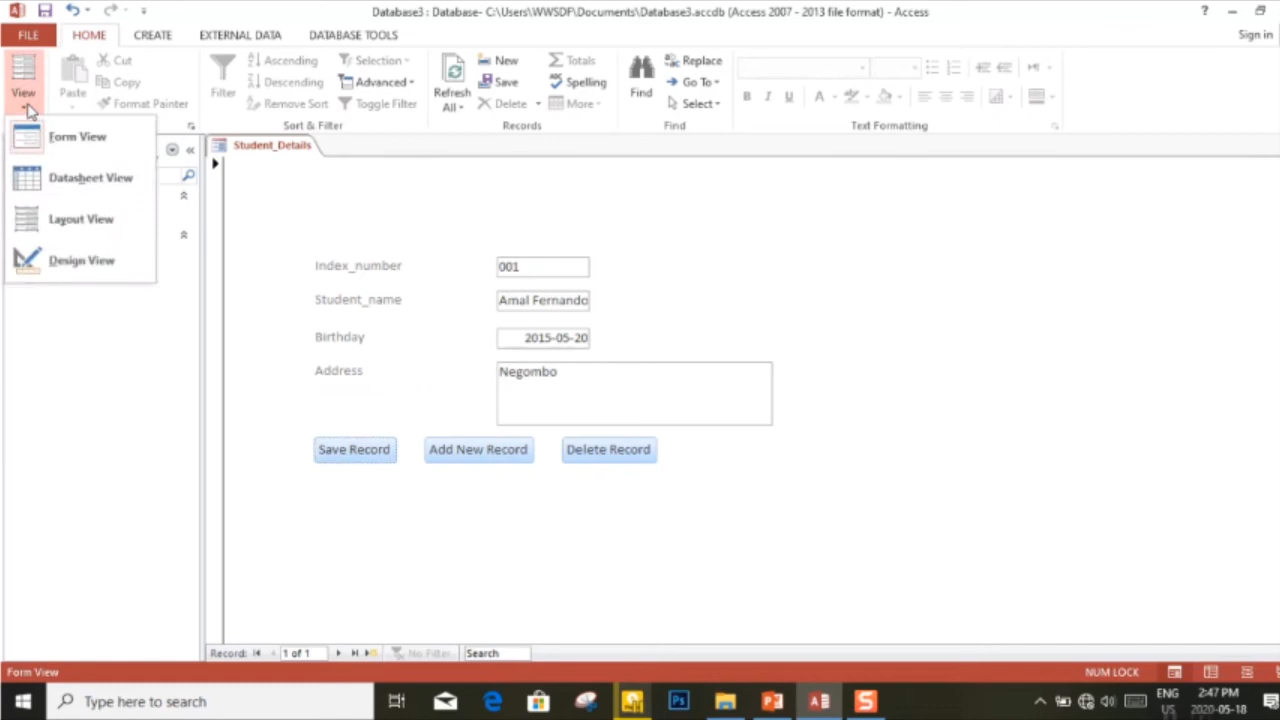 Database3 : Database- C:\Users\WWSDF\Documents\Database3.accdb (Access 2007 - 2013 file format) - Access
?
FILE HOME CREATE EXTERNAL DATA DATABASE TOOLS Sign in
View
Paste
Cut
Copy
Format Painter
Filter
Ascending
Descending
Remove Sort
Selection
Advanced
Toggle Filter
Sort & Filter
Refresh
All
New
Save
Delete
Totals
Spelling
More
Records
Find
Replace
Go To
Select
Find
B I U A
Text Formatting
Form View
Datasheet View
Layout View
Design View
Student_Details
Index_number 001
Student_name Amal Fernando
Birthday 2015-05-20
Address Negombo
Save Record Add New Record Delete Record
Record: 1 of 1 No Filter Search
Form View NUM LOCK
Type here to search
Ps
ENG
US
2:47 PM
2020-05-18